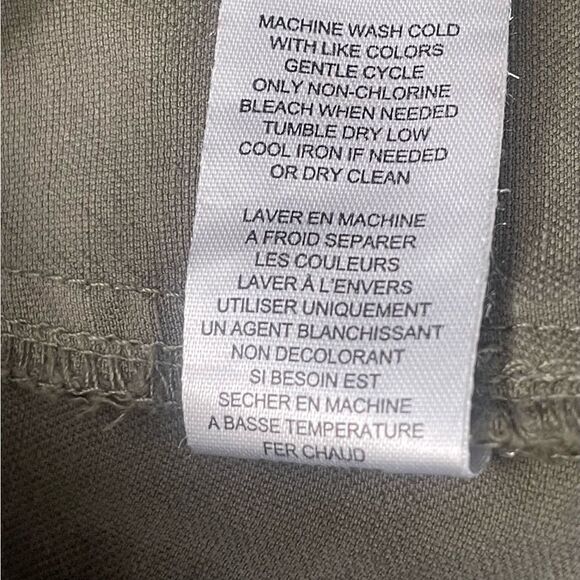 MACHINE WASH COLD
WITH LIKE COLORS
GENTLE CYCLE
ONLY NON-CHLORINE
BLEACH WHEN NEEDED
TUMBLE DRY LOW
COOL IRON IF NEEDED
OR DRY CLEAN
LAVER EN MACHINE
A FROID SEPARER
LES COULEURS
LAVER À L'ENVERS
UTILISER UNIQUEMENT
UN AGENT BLANCHISSANT
NON DECOLORANT
SI BESOIN EST
SECHER EN MACHINE
A BASSE TEMPERATURE
FER CHAUD